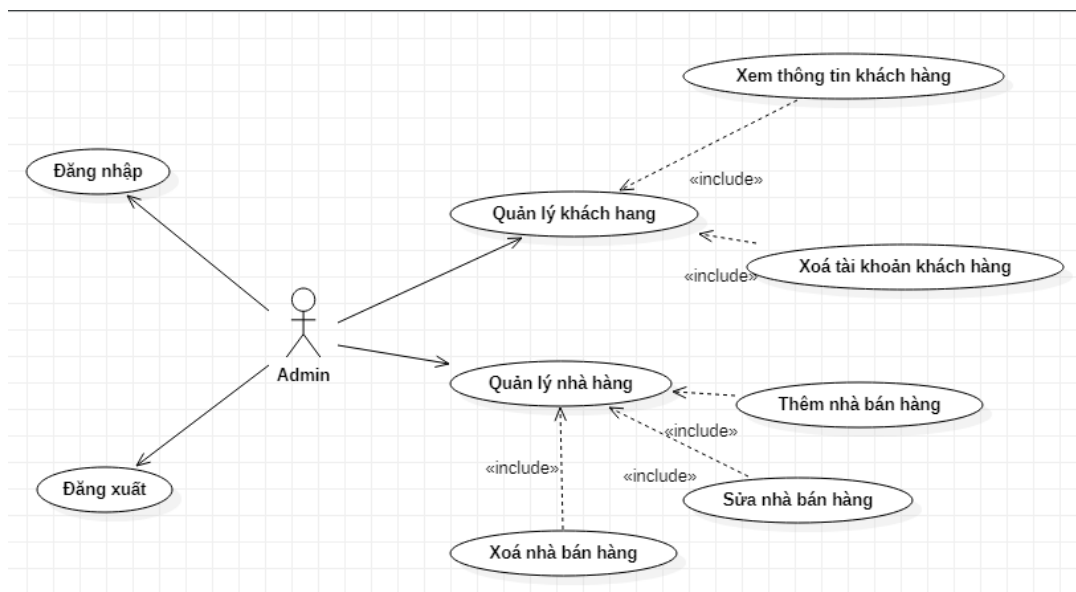 Xem thông tin khách hàng
Đăng nhập
«include»
Quản lý khách hang
Xoá tài khoản khách hàng
«include»
Admin
Quản lý nhà hàng
Thêm nhà bán hàng
«include»
«include»
«include»
Đăng xuất
Sửa nhà bán hàng
Xoá nhà bán hàng